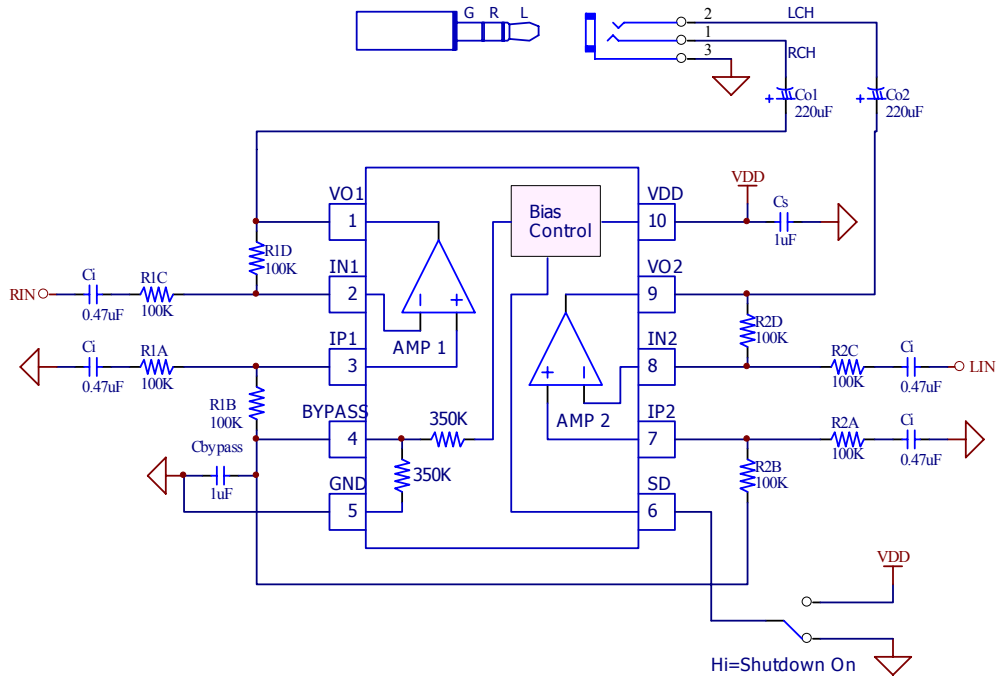 G R L
2
LCH
1
3
RCH
Co1
220uF
Co2
220uF
VO1
1
Bias
Control
VDD
10
VDD
Cs
1uF
R1D
100K
IN1
2
VO2
9
RIN
Ci
0.47uF
R1C
100K
AMP 1
R2D
100K
IP1
3
IN2
8
Ci
0.47uF
R1A
100K
R2C
100K
Ci
0.47uF
LIN
R1B
100K
BYPASS
4
350K
AMP 2
IP2
7
R2A
100K
Ci
0.47uF
Cbypass
1uF
350K
R2B
100K
GND
5
SD
6
VDD
Hi=Shutdown On